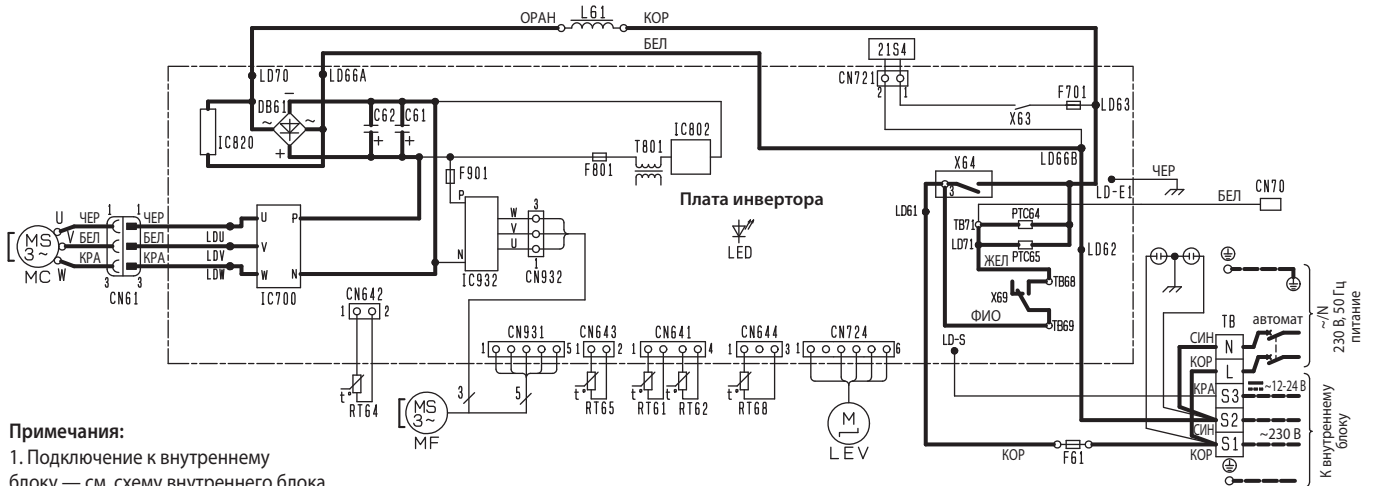 L61
ОРАН
КОР
БЕЛ
21S4
CN721
2
1
LD70
LD66A
DB61
−
~
~
+
IC820
C62
C61
+
+
IC802
T801
F801
F701
LD63
X63
LD66B
X64
3
LD-E1
ЧЕР
БЕЛ
CN70
F901
Плата инвертора
LED
LD61
TB71
PTC64
LD71
PTC65
LD62
ЖЕЛ
TB68
X69
ФИО
TB69
LD-S
U
ЧЕР
1
1
ЧЕР
V
БЕЛ
БЕЛ
LDU
W
КРА
КРА
LDV
LDW
3
3
MS
3~
MC
CN61
U
P
V
W
N
IC700
P
W
V
U
N
3
1
IC932
CN932
CN642
1
2
t°
RT64
CN931
1
5
CN643
1
2
CN641
1
4
CN644
1
3
CN724
1
6
3
5
MS
3~
MF
t°
RT65
t°
RT61
t°
RT62
t°
RT68
M
LEV
TB
автомат
~/N
230 В, 50 Гц
питание
СИН
N
КОР
L
КРА
S3
~12-24 В
S2
СИН
~230 В
S1
КОР
К внутреннему
блоку
КОР
F61
Примечания:
1. Подключение к внутреннему
блоку — см. схему внутреннего блока